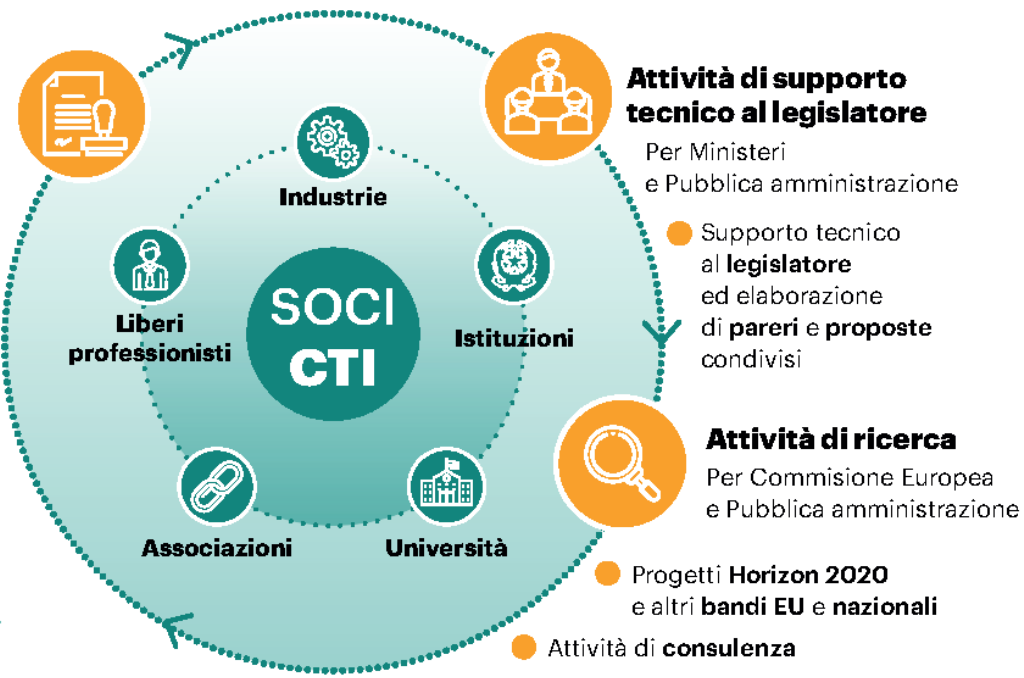 Attività di supporto
tecnico al legislatore
Per Ministeri
e Pubblica amministrazione
Supporto tecnico
al legislatore
ed elaborazione
di pareri e proposte
condivisi
Industrie
Liberi
professionisti
SOCI
CTI
Istituzioni
Associazioni
Università
Attività di ricerca
Per Commisione Europea
e Pubblica amministrazione
Progetti Horizon 2020
e altri bandi EU e nazionali
Attività di consulenza